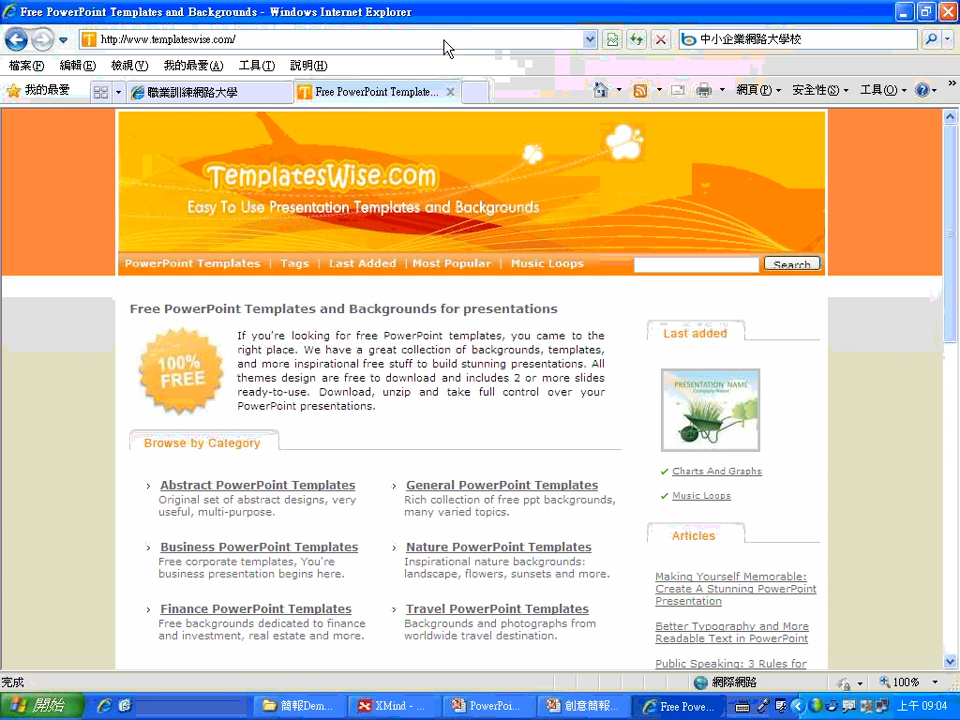 Free PowerPoint Templates and Backgrounds - Windows Internet Explorer
http://www.templateswise.com/
中小企業網路大學校
檔案(F) 編輯(E) 檢視(V) 我的最愛(A) 工具(T) 說明(H)
我的最愛
職業訓練網路大學
Free PowerPoint Template...
網頁(P)
安全性(S)
工具(O)
TemplatesWise.com
Easy To Use Presentation Templates and Backgrounds
PowerPoint Templates | Tags | Last Added | Most Popular | Music Loops
Search
Free PowerPoint Templates and Backgrounds for presentations
100%
FREE
If you're looking for free PowerPoint templates, you came to the
right place. We have a great collection of backgrounds, templates,
and more inspirational free stuff to build stunning presentations. All
themes design are free to download and includes 2 or more slides
ready-to-use. Download, unzip and take full control over your
PowerPoint presentations.
Browse by Category
Abstract PowerPoint Templates
Original set of abstract designs, very
useful, multi-purpose.
General PowerPoint Templates
Rich collection of free ppt backgrounds,
many varied topics.
Business PowerPoint Templates
Free corporate templates, You're
business presentation begins here.
Nature PowerPoint Templates
Inspirational nature backgrounds:
landscape, flowers, sunsets and more.
Finance PowerPoint Templates
Free backgrounds dedicated to finance
and investment, real estate and more.
Travel PowerPoint Templates
Backgrounds and photographs from
worldwide travel destination.
Last added
PRESENTATION NAME
Charts And Graphs
Music Loops
Articles
Making Yourself Memorable:
Create A Stunning PowerPoint
Presentation
Better Typography and More
Readable Text in PowerPoint
Public Speaking: 3 Rules for
完成
網際網路
100%
開始
簡報Dem...
XMind - ...
PowerPoi...
創意簡報...
Free Powe...
上午 09:04